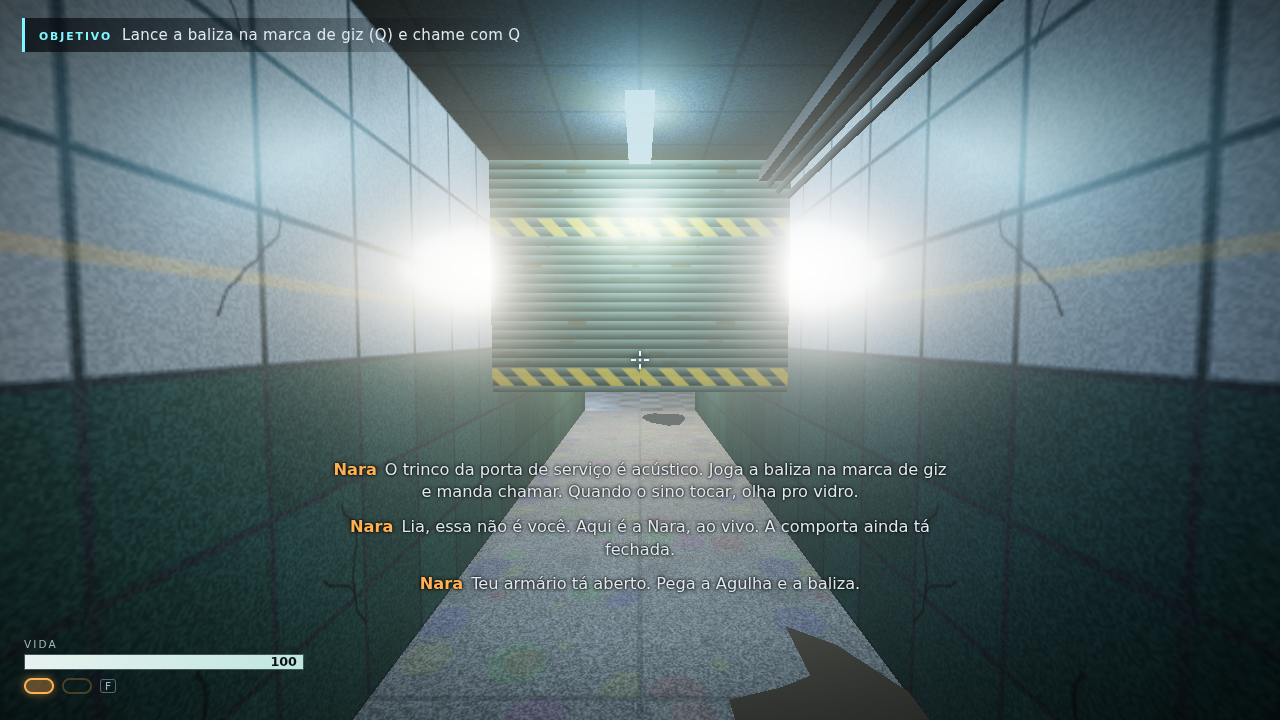 OBJETIVO Lance a baliza na marca de giz (Q) e chame com Q
Nara O trinco da porta de serviço é acústico. Joga a baliza na marca de giz
e manda chamar. Quando o sino tocar, olha pro vidro.
Nara Lia, essa não é você. Aqui é a Nara, ao vivo. A comporta ainda tá
fechada.
Nara Teu armário tá aberto. Pega a Agulha e a baliza.
VIDA
100
F